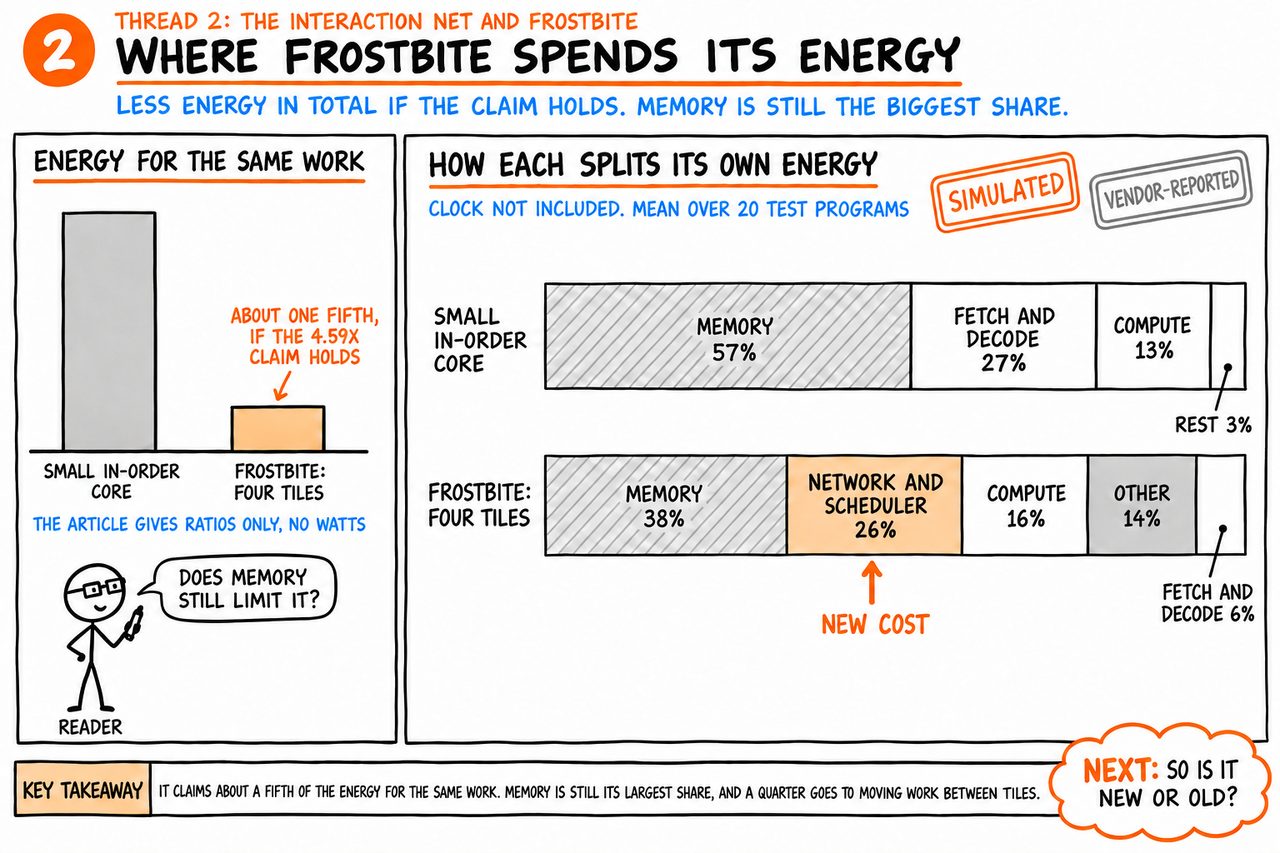 2
THREAD 2: THE INTERACTION NET AND FROSTBITE
WHERE FROSTBITE SPENDS ITS ENERGY
LESS ENERGY IN TOTAL IF THE CLAIM HOLDS. MEMORY IS STILL THE BIGGEST SHARE.
ENERGY FOR THE SAME WORK
ABOUT ONE FIFTH,
IF THE 4.59X
CLAIM HOLDS
SMALL IN-ORDER
CORE
FROSTBITE:
FOUR TILES
THE ARTICLE GIVES RATIOS ONLY, NO WATTS
DOES MEMORY
STILL LIMIT IT?
READER
HOW EACH SPLITS ITS OWN ENERGY
CLOCK NOT INCLUDED. MEAN OVER 20 TEST PROGRAMS
SIMULATED
VENDOR-REPORTED
SMALL
IN-ORDER
CORE
MEMORY
57%
FETCH AND
DECODE
27%
COMPUTE
13%
REST 3%
FROSTBITE:
FOUR TILES
MEMORY
38%
NETWORK AND
SCHEDULER
26%
COMPUTE
16%
OTHER
14%
FETCH AND
DECODE 6%
NEW COST
KEY TAKEAWAY
IT CLAIMS ABOUT A FIFTH OF THE ENERGY FOR THE SAME WORK. MEMORY IS STILL ITS LARGEST SHARE, AND A QUARTER GOES TO MOVING WORK BETWEEN TILES.
NEXT: SO IS IT
NEW OR OLD?